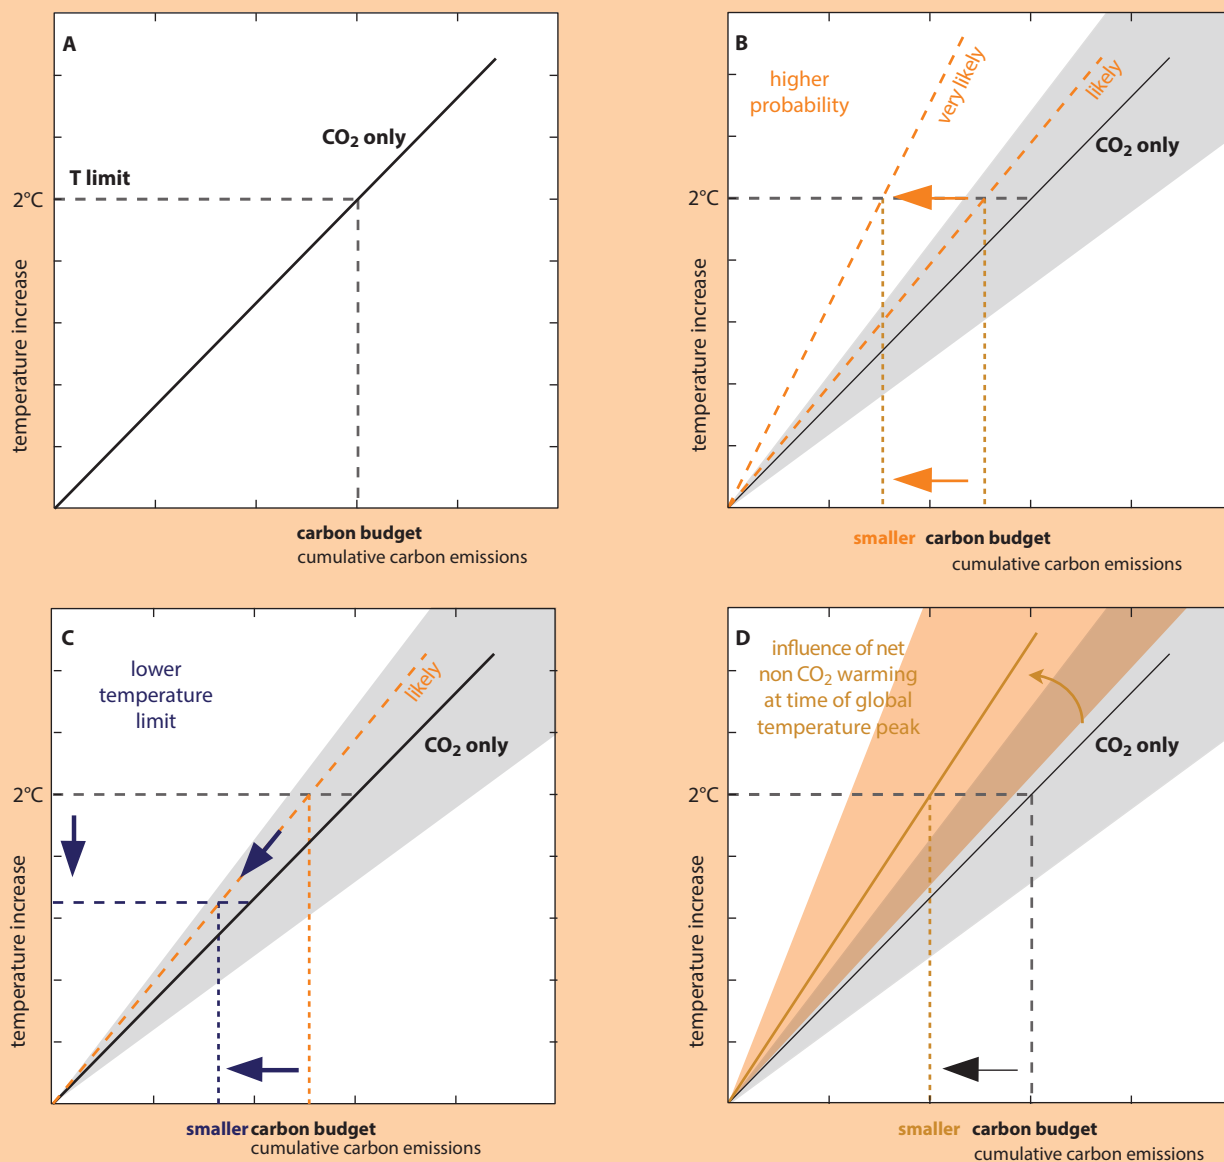 A
CO₂ only
T limit
2°C
temperature increase
carbon budget
cumulative carbon emissions
B
higher
probability
very likely
likely
CO₂ only
2°C
temperature increase
smaller carbon budget
cumulative carbon emissions
C
lower
temperature
limit
likely
CO₂ only
2°C
temperature increase
smaller carbon budget
cumulative carbon emissions
D
influence of net
non CO₂ warming
at time of global
temperature peak
CO₂ only
2°C
temperature increase
smaller carbon budget
cumulative carbon emissions